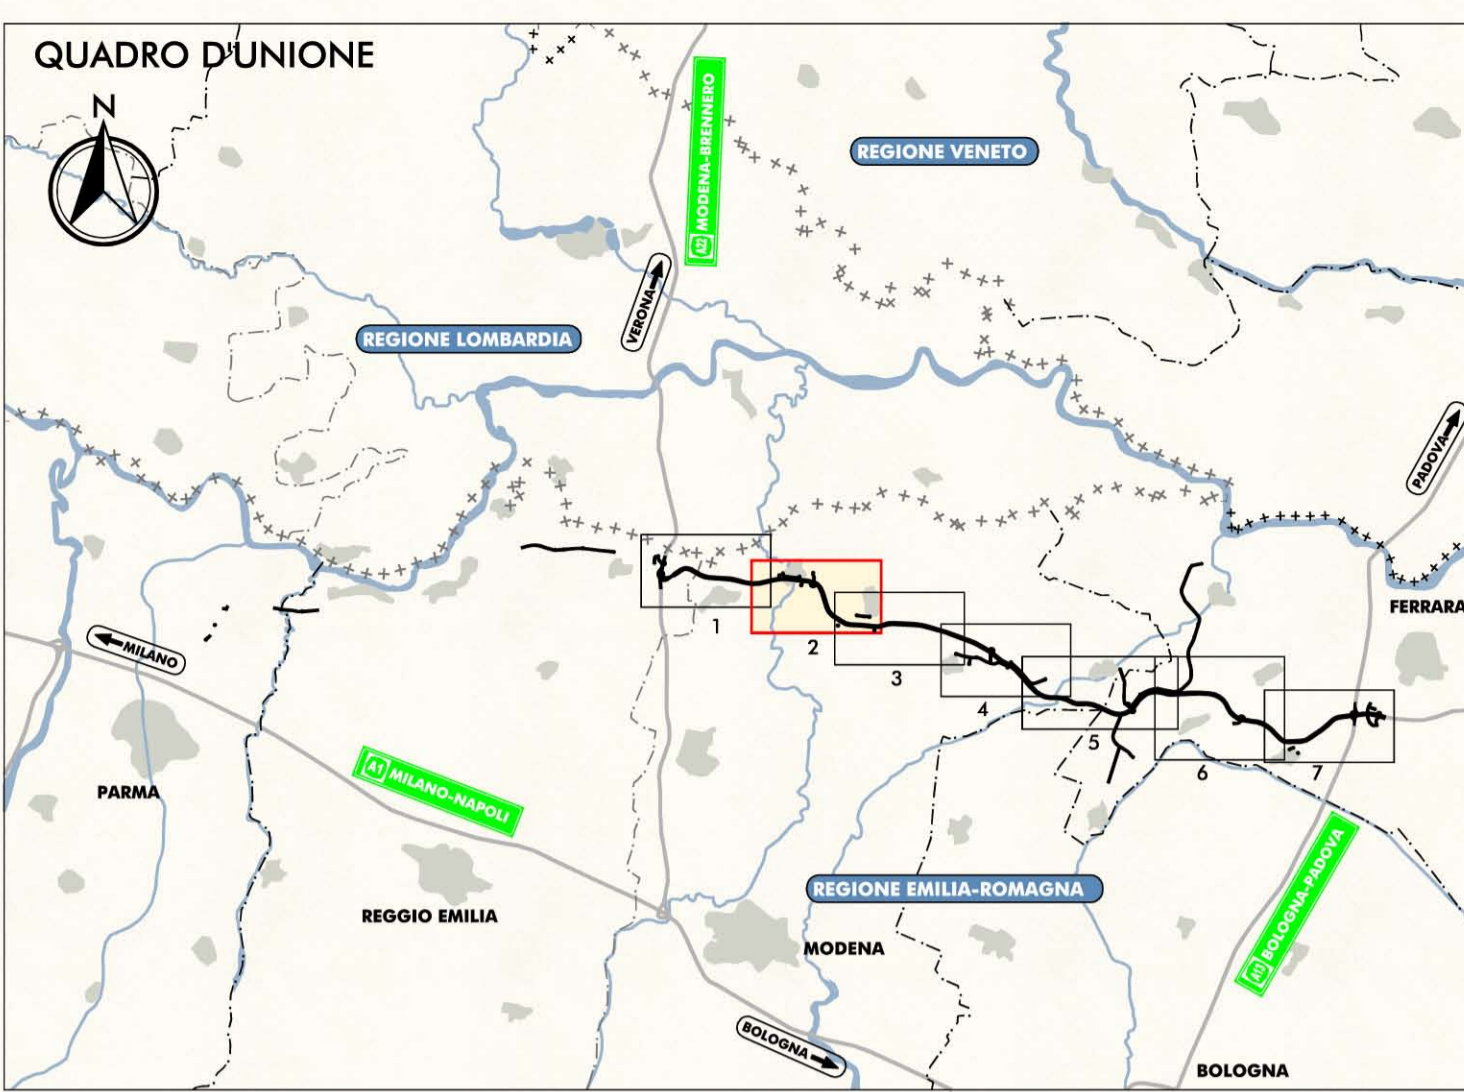 QUADRO D'UNIONE
N
A22 MODENA-BRENNERO
REGIONE VENETO
VERONA
REGIONE LOMBARDIA
PADOVA
FERRARA
MILANO
1
2
3
4
5
6
7
PARMA
A1 MILANO-NAPOLI
REGGIO EMILIA
REGIONE EMILIA-ROMAGNA
A13 BOLOGNA-PADOVA
MODENA
BOLOGNA
BOLOGNA